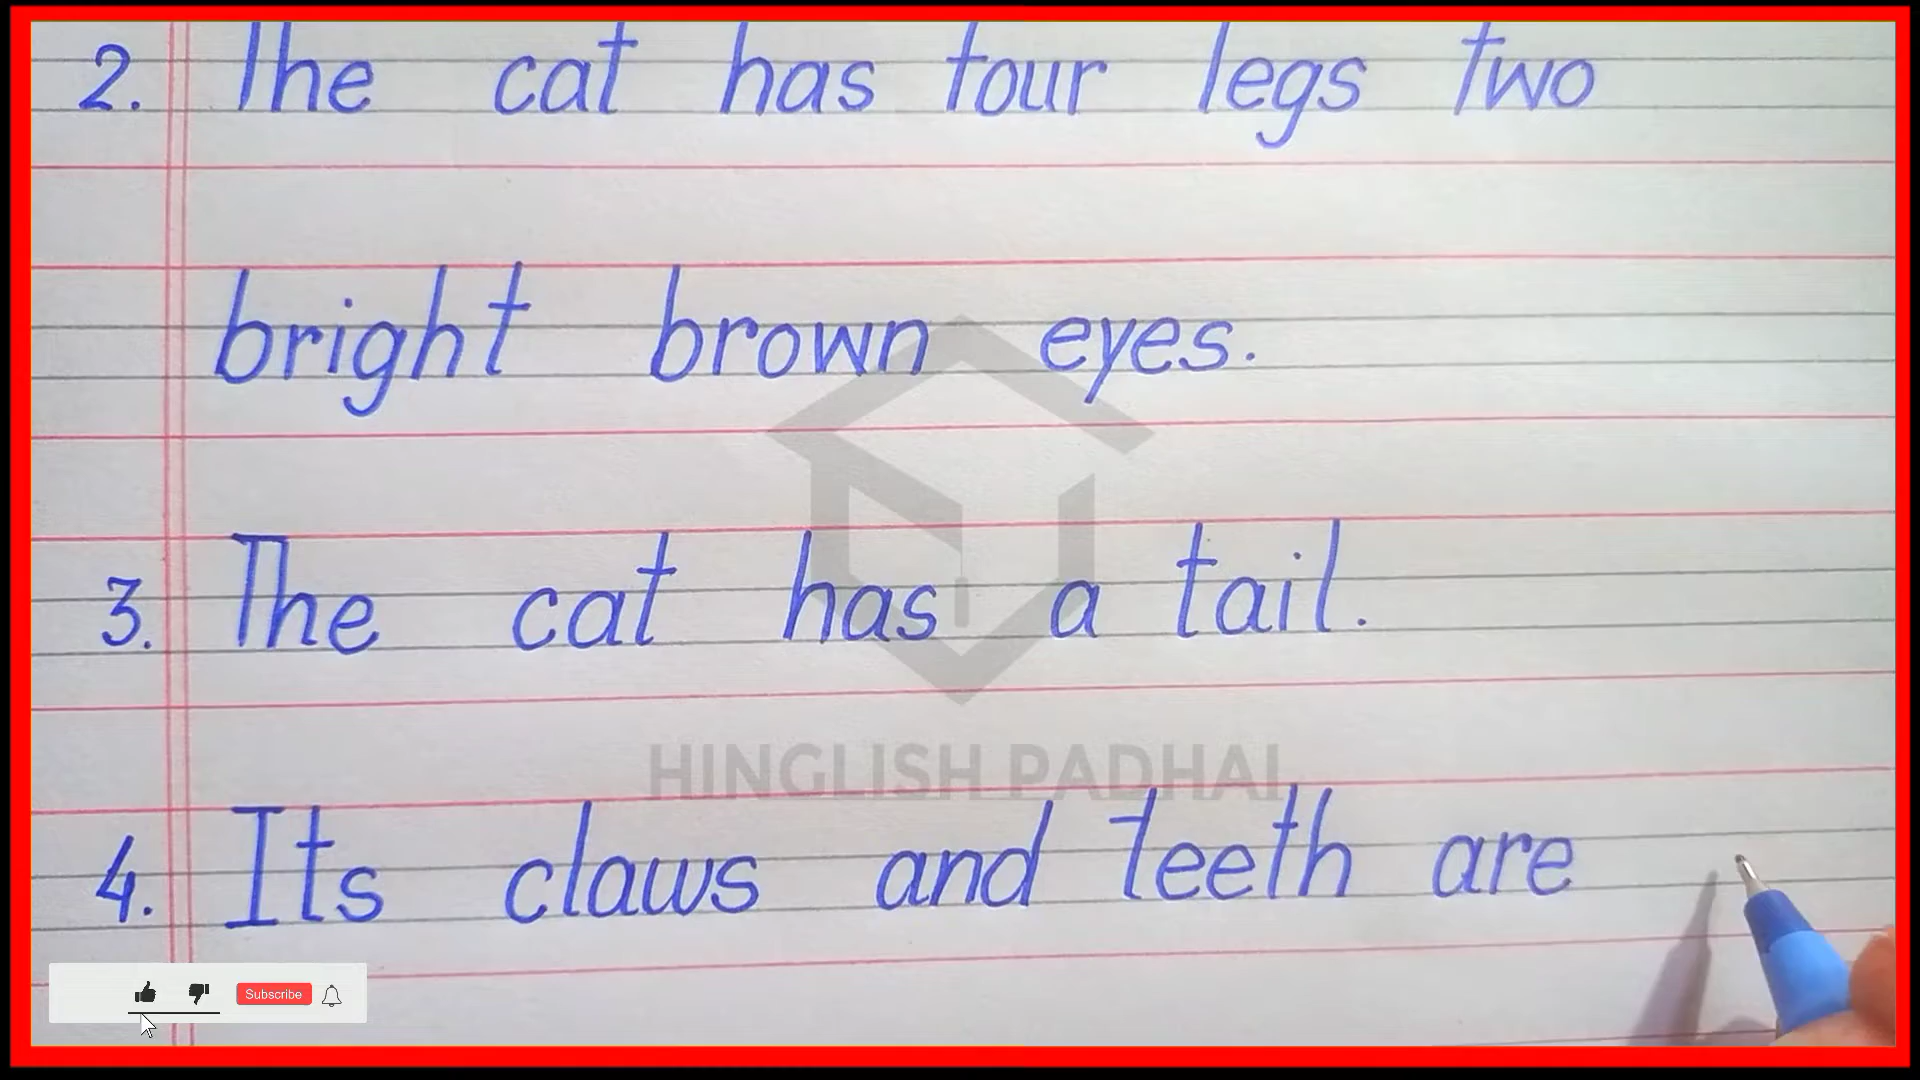 2. The cat has four legs two
bright brown eyes.
3. The cat has a tail.
HINGLISH PADHAI
4. Its claws and teeth are
Subscribe